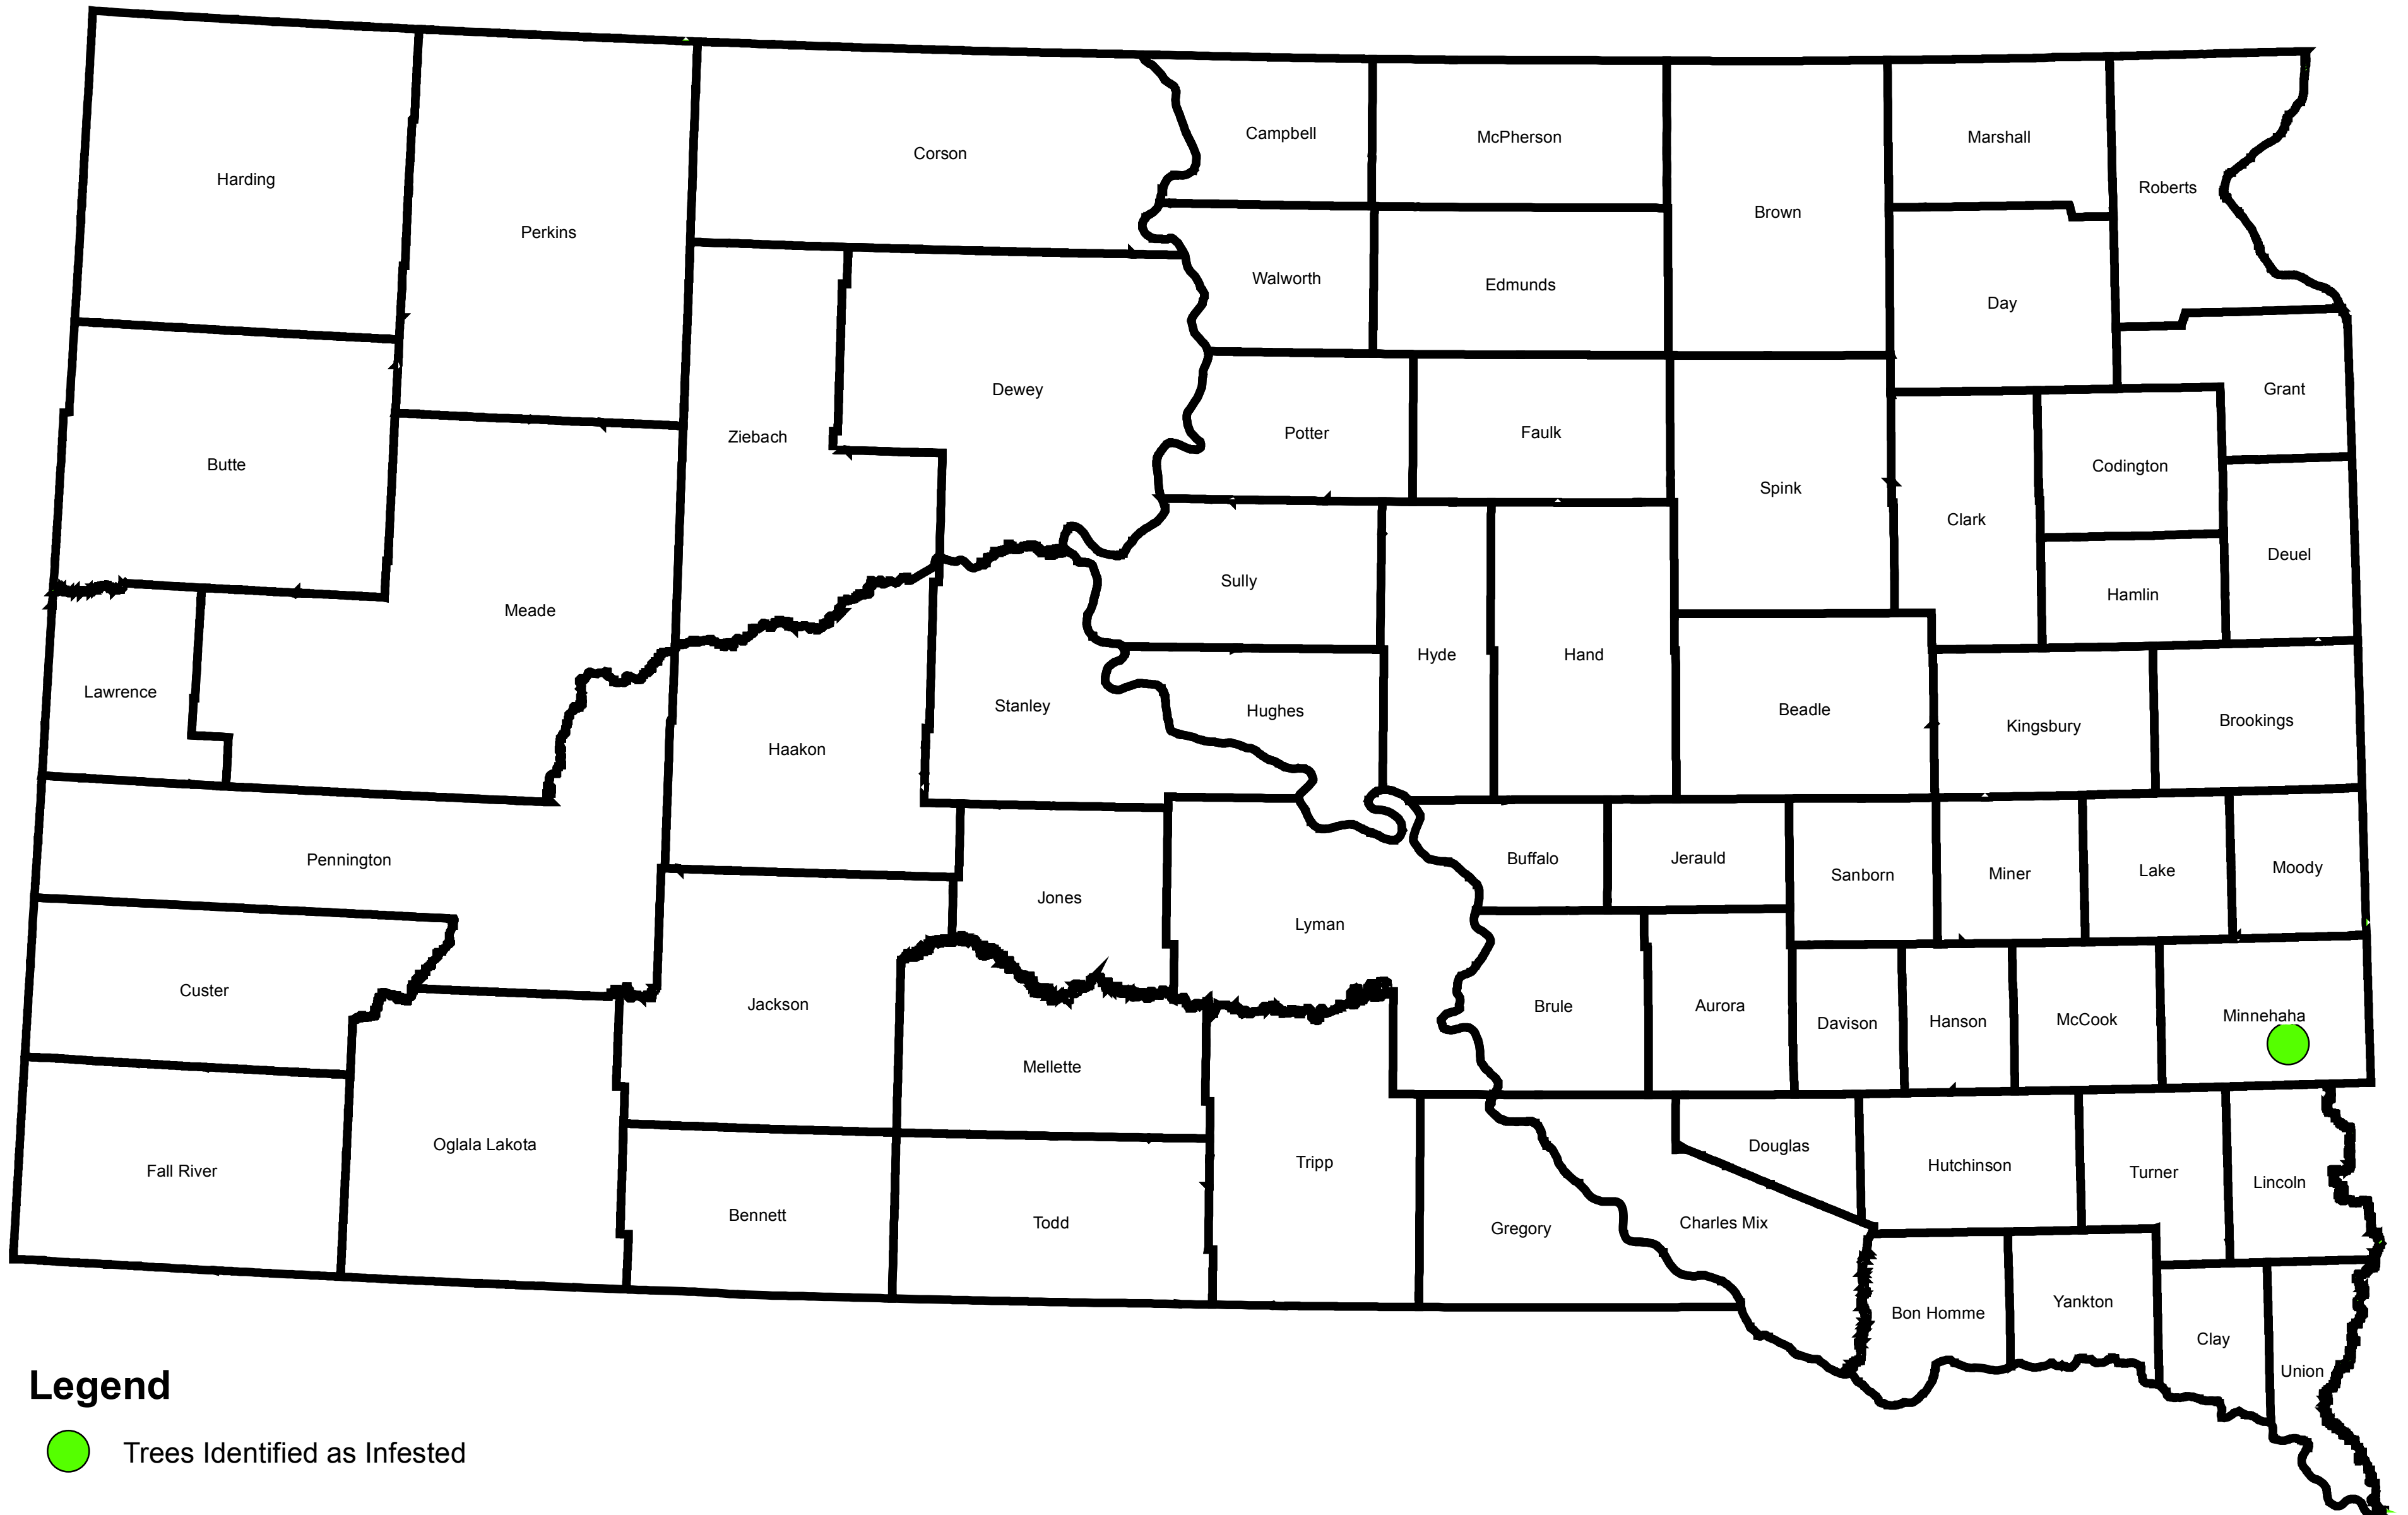 Campbell
McPherson
Marshall
Corson
Harding
Roberts
Brown
Perkins
Walworth
Edmunds
Day
Dewey
Grant
Potter
Faulk
Ziebach
Butte
Codington
Spink
Clark
Deuel
Sully
Hamlin
Meade
Hyde
Hand
Lawrence
Stanley
Hughes
Beadle
Brookings
Kingsbury
Haakon
Buffalo
Jerauld
Pennington
Moody
Lake
Miner
Sanborn
Jones
Lyman
Custer
Jackson
Brule
Aurora
Minnehaha
McCook
Hanson
Davison
Mellette
Oglala Lakota
Douglas
Tripp
Hutchinson
Fall River
Turner
Lincoln
Bennett
Todd
Charles Mix
Gregory
Yankton
Bon Homme
Clay
Union
Legend
Trees Identified as Infested